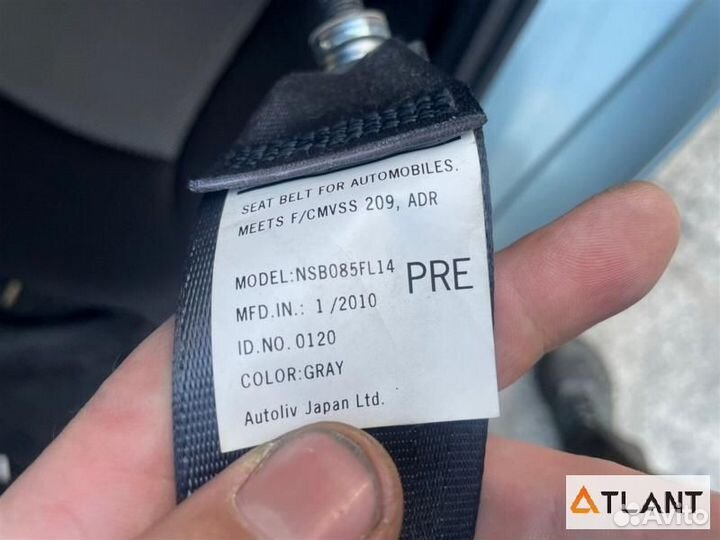 SEAT BELT FOR AUTOMOBILES.
MEETS F/CMVSS 209, ADR
MODEL:NSB085FL14
PRE
MFD.IN.: 1/2010
ID.NO.0120
COLOR:GRAY
Autoliv Japan Ltd.
ATLANT
Avito